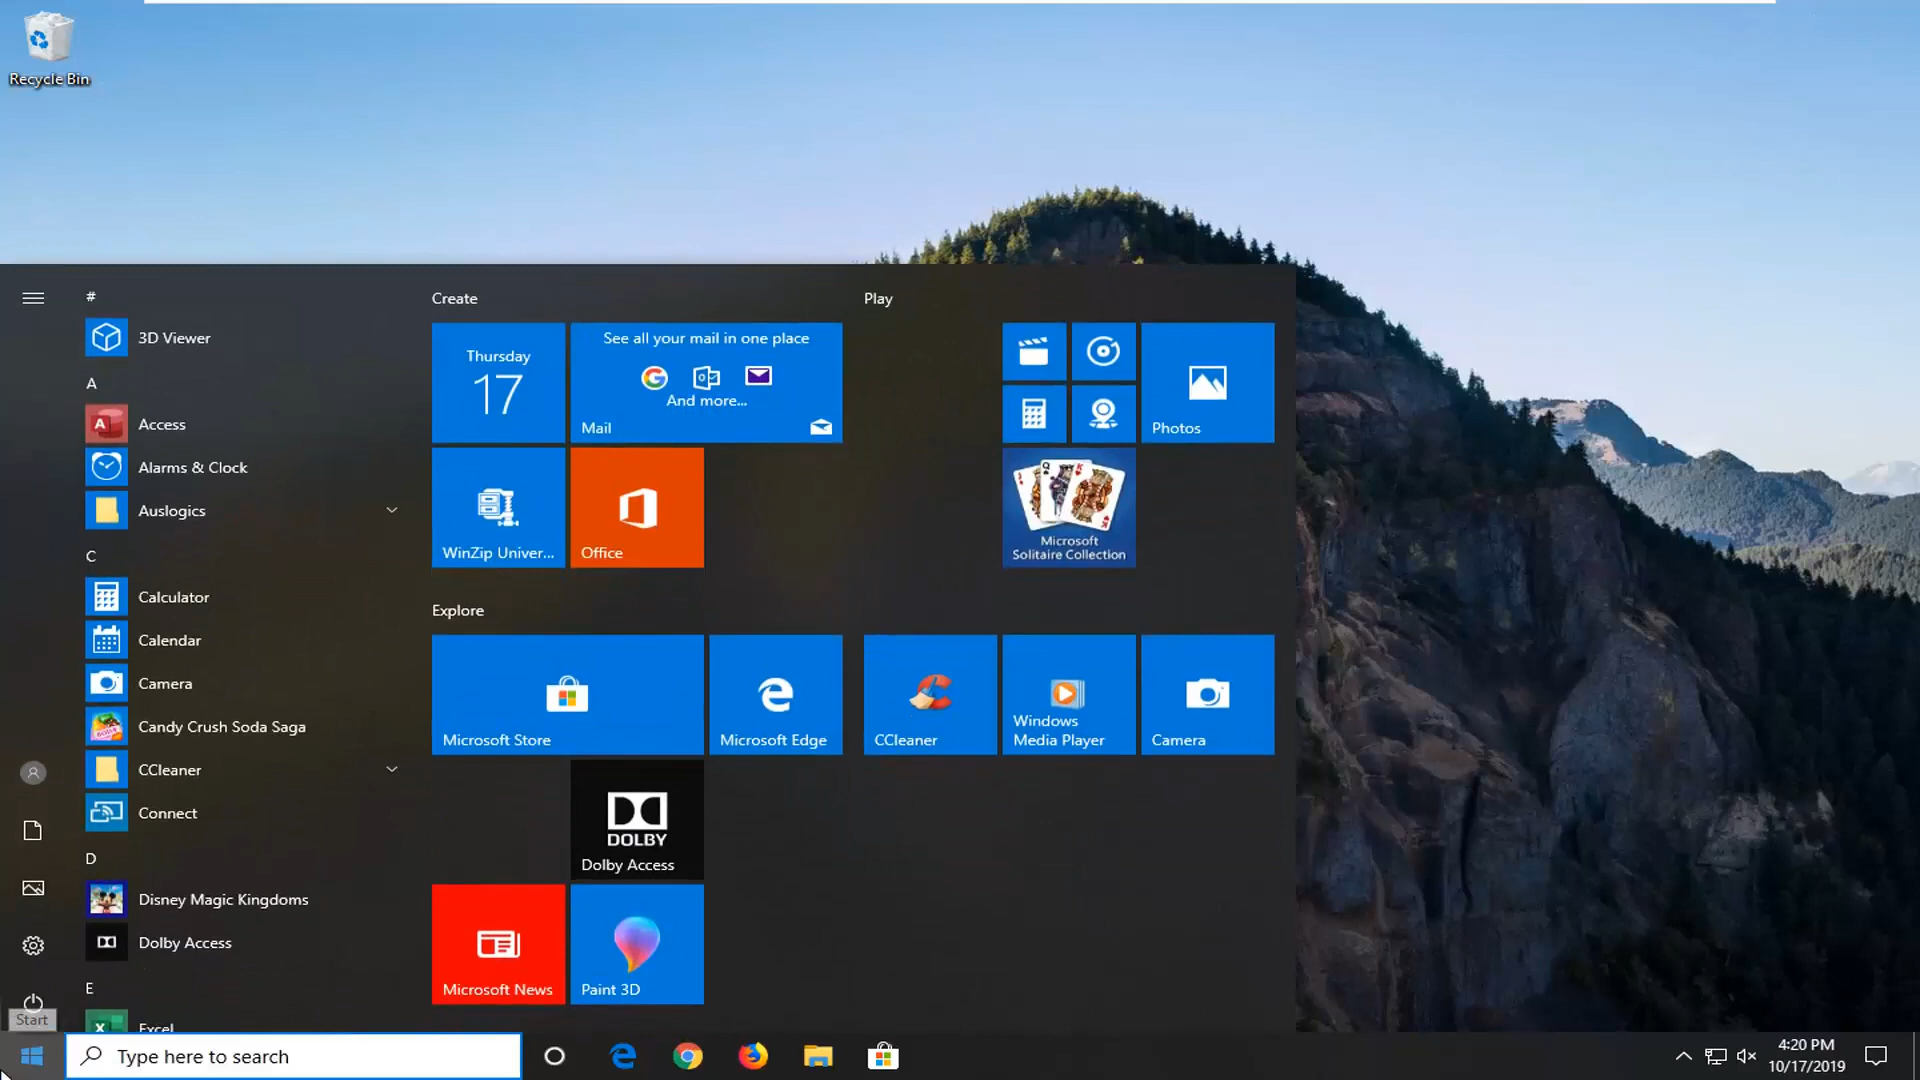 Recycle Bin
#
3D Viewer
A
Access
Alarms & Clock
Auslogics
C
Calculator
Calendar
Camera
Candy Crush Soda Saga
CCleaner
Connect
D
Disney Magic Kingdoms
Dolby Access
E
Excel
Start
Create
Thursday
17
See all your mail in one place
And more...
Mail
WinZip Univer...
Office
Play
Photos
Microsoft
Solitaire Collection
Explore
Microsoft Store
Microsoft Edge
CCleaner
Windows
Media Player
Camera
DOLBY
Dolby Access
Microsoft News
Paint 3D
Type here to search
4:20 PM
10/17/2019